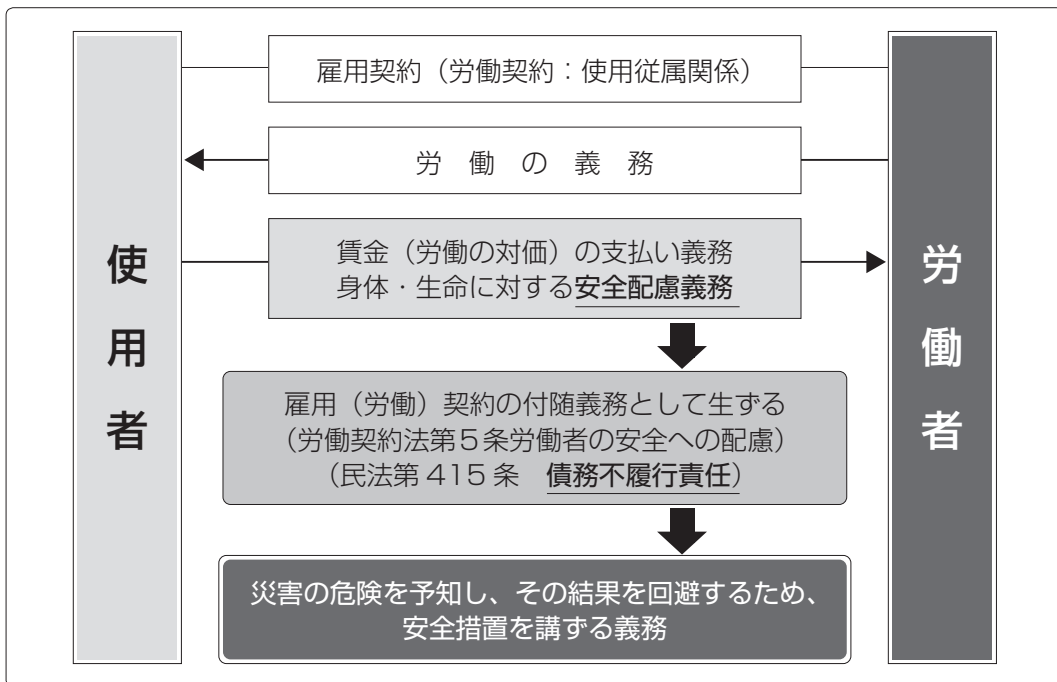 使用者
雇用契約（労働契約：使用従属関係）
労働の義務
賃金（労働の対価）の支払い義務
身体・生命に対する安全配慮義務
雇用（労働）契約の付随義務として生ずる
（労働契約法第５条労働者の安全への配慮）
（民法第 415 条　債務不履行責任）
災害の危険を予知し、その結果を回避するため、
安全措置を講ずる義務
労働者